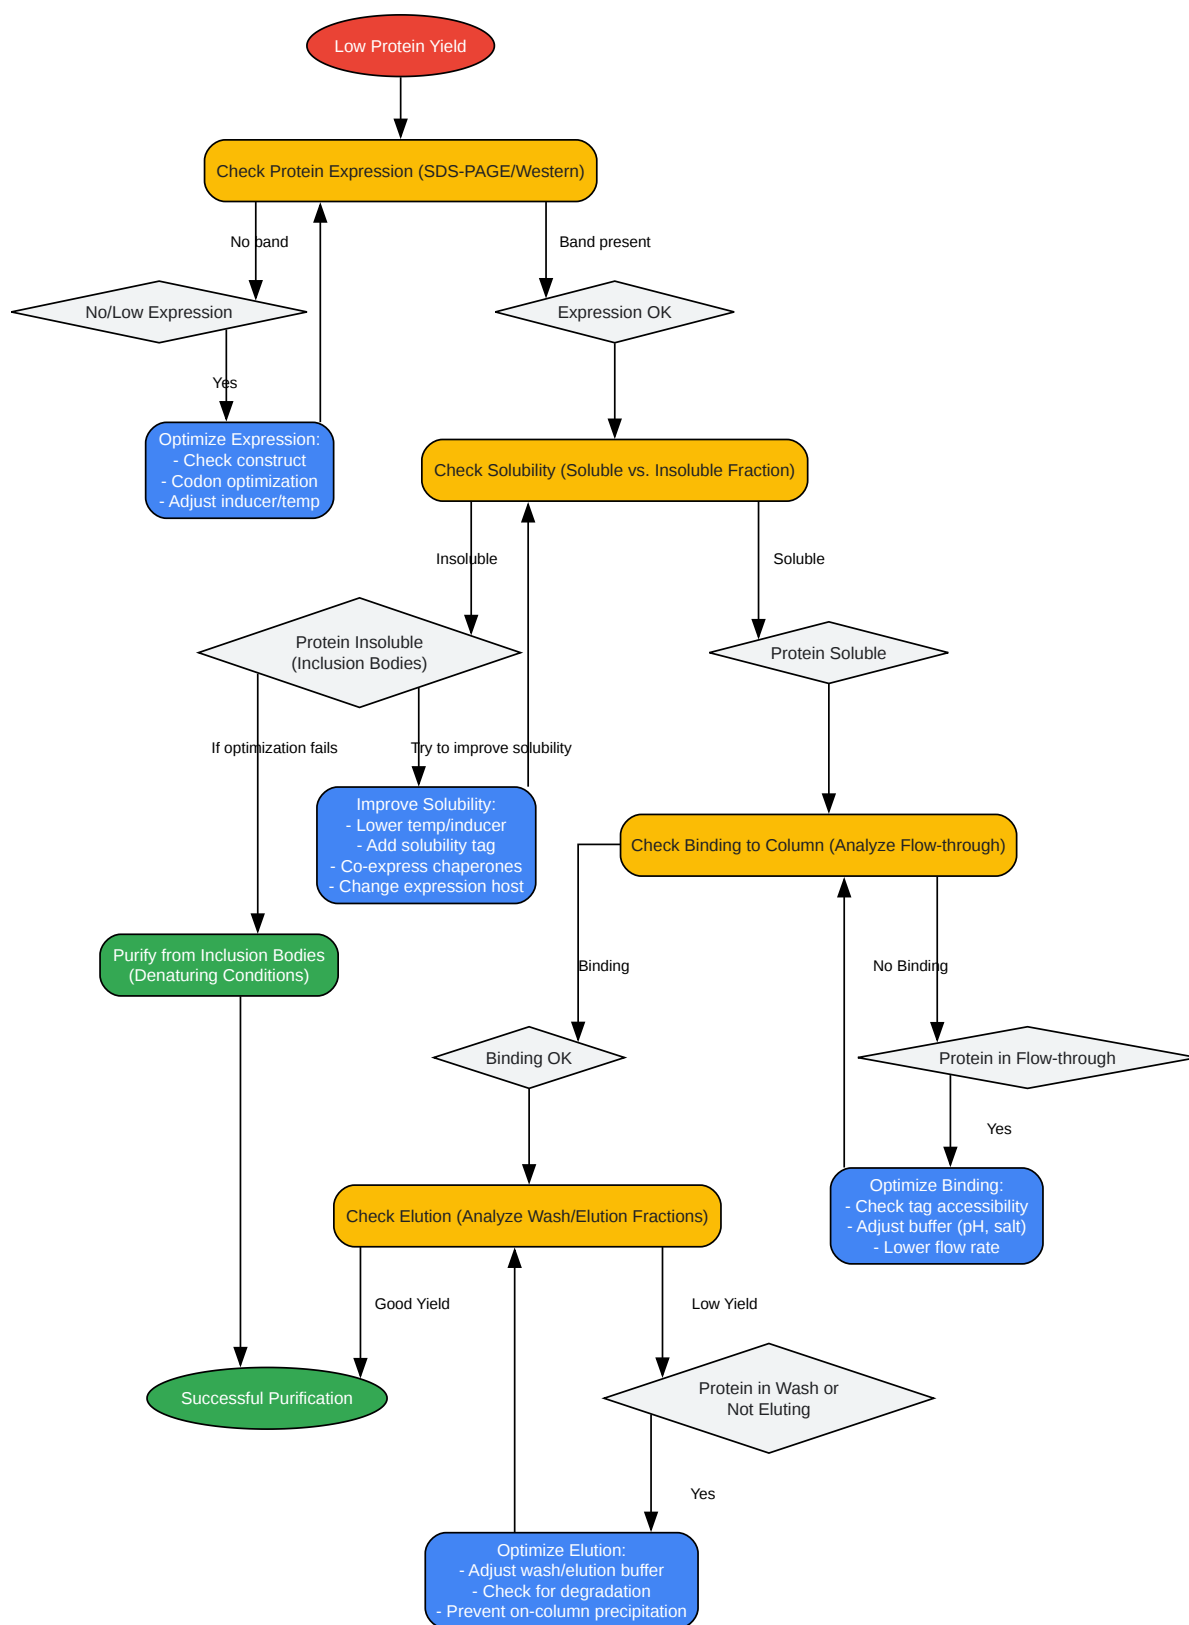 Low Protein Yield
Check Protein Expression (SDS-PAGE/Western)
No band
Band present
No/Low Expression
Expression OK
Yes
Optimize Expression:
- Check construct
- Codon optimization
- Adjust inducer/temp
Check Solubility (Soluble vs. Insoluble Fraction)
Insoluble
Soluble
Protein Insoluble
(Inclusion Bodies)
Protein Soluble
If optimization fails
Try to improve solubility
Improve Solubility:
- Lower temp/inducer
- Add solubility tag
- Co-express chaperones
- Change expression host
Check Binding to Column (Analyze Flow-through)
Purify from Inclusion Bodies
(Denaturing Conditions)
Binding
No Binding
Binding OK
Protein in Flow-through
Yes
Optimize Binding:
- Check tag accessibility
- Adjust buffer (pH, salt)
- Lower flow rate
Check Elution (Analyze Wash/Elution Fractions)
Good Yield
Low Yield
Successful Purification
Protein in Wash or
Not Eluting
Yes
Optimize Elution:
- Adjust wash/elution buffer
- Check for degradation
- Prevent on-column precipitation